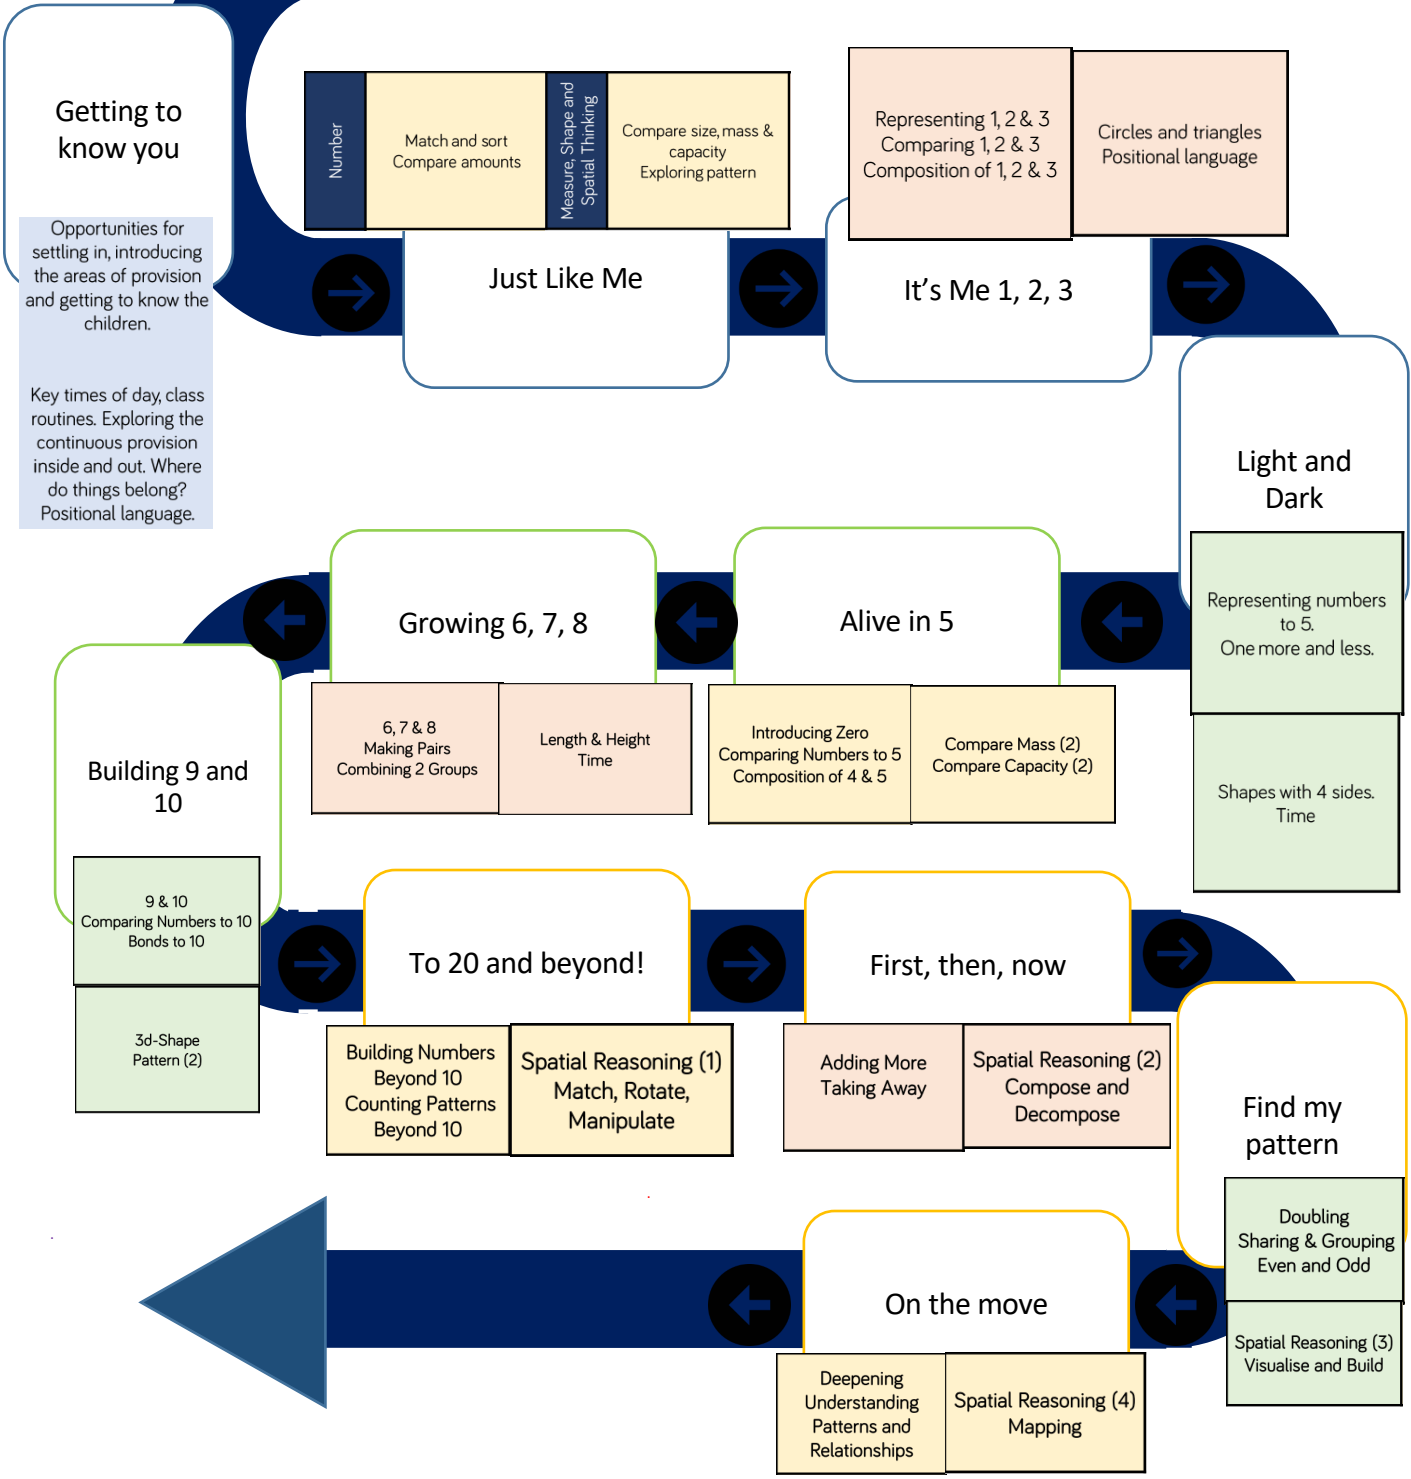 Getting to
know you
Opportunities for
settling in, introducing
the areas of provision
and getting to know the
children.
Key times of day, class
routines. Exploring the
continuous provision
inside and out. Where
do things belong?
Positional language.
Number
Match and sort
Compare amounts
Measure, Shape and
Spatial Thinking
Compare size, mass &
capacity
Exploring pattern
Just Like Me
Representing 1, 2 & 3
Comparing 1, 2 & 3
Composition of 1, 2 & 3
Circles and triangles
Positional language
It's Me 1, 2, 3
Light and
Dark
Representing numbers
to 5.
One more and less.
Shapes with 4 sides.
Time
Alive in 5
Introducing Zero
Comparing Numbers to 5
Composition of 4 & 5
Compare Mass (2)
Compare Capacity (2)
Growing 6, 7, 8
6, 7 & 8
Making Pairs
Combining 2 Groups
Length & Height
Time
Building 9 and
10
9 & 10
Comparing Numbers to 10
Bonds to 10
3d-Shape
Pattern (2)
To 20 and beyond!
Building Numbers
Beyond 10
Counting Patterns
Beyond 10
Spatial Reasoning (1)
Match, Rotate,
Manipulate
First, then, now
Adding More
Taking Away
Spatial Reasoning (2)
Compose and
Decompose
Find my
pattern
Doubling
Sharing & Grouping
Even and Odd
Spatial Reasoning (3)
Visualise and Build
On the move
Deepening
Understanding
Patterns and
Relationships
Spatial Reasoning (4)
Mapping